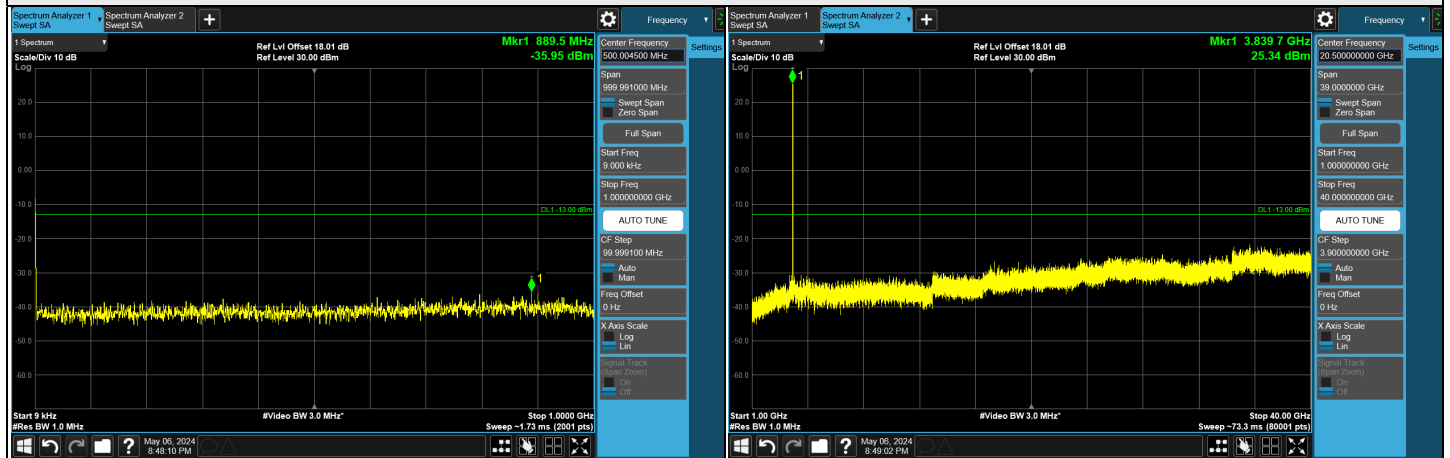 Spectrum Analyzer 1
Swept SA
Spectrum Analyzer 2
Swept SA
Frequency
1 Spectrum
Scale/Div 10 dB
Log
Ref Lvl Offset 18.01 dB
Ref Level 30.00 dBm
Mkr1 889.5 MHz
-35.95 dBm
20.0
10.0
0.00
-10.0
-20.0
-30.0
-40.0
-50.0
-60.0
DL1 -13.00 dBm
1
Start 9 kHz
#Res BW 1.0 MHz
#Video BW 3.0 MHz*
Stop 1.0000 GHz
Sweep ~1.73 ms (2001 pts)
Center Frequency
500.004500 MHz
Settings
Span
999.991000 MHz
Swept Span
Zero Span
Full Span
Start Freq
9.000 kHz
Stop Freq
1.000000000 GHz
AUTO TUNE
CF Step
99.999100 MHz
Auto
Man
Freq Offset
0 Hz
X Axis Scale
Log
Lin
Signal Track
(Span Zoom)
On
Off
?
May 06, 2024
8:48:10 PM
Spectrum Analyzer 1
Swept SA
Spectrum Analyzer 2
Swept SA
Frequency
1 Spectrum
Scale/Div 10 dB
Log
Ref Lvl Offset 18.01 dB
Ref Level 30.00 dBm
Mkr1 3.839 7 GHz
25.34 dBm
1
20.0
10.0
0.00
-10.0
-20.0
-30.0
-40.0
-50.0
-60.0
DL1 -13.00 dBm
Start 1.00 GHz
#Res BW 1.0 MHz
#Video BW 3.0 MHz*
Stop 40.00 GHz
Sweep ~73.3 ms (80001 pts)
Center Frequency
20.500000000 GHz
Settings
Span
39.0000000 GHz
Swept Span
Zero Span
Full Span
Start Freq
1.000000000 GHz
Stop Freq
40.000000000 GHz
AUTO TUNE
CF Step
3.900000000 GHz
Auto
Man
Freq Offset
0 Hz
X Axis Scale
Log
Lin
Signal Track
(Span Zoom)
On
Off
?
May 06, 2024
8:49:02 PM